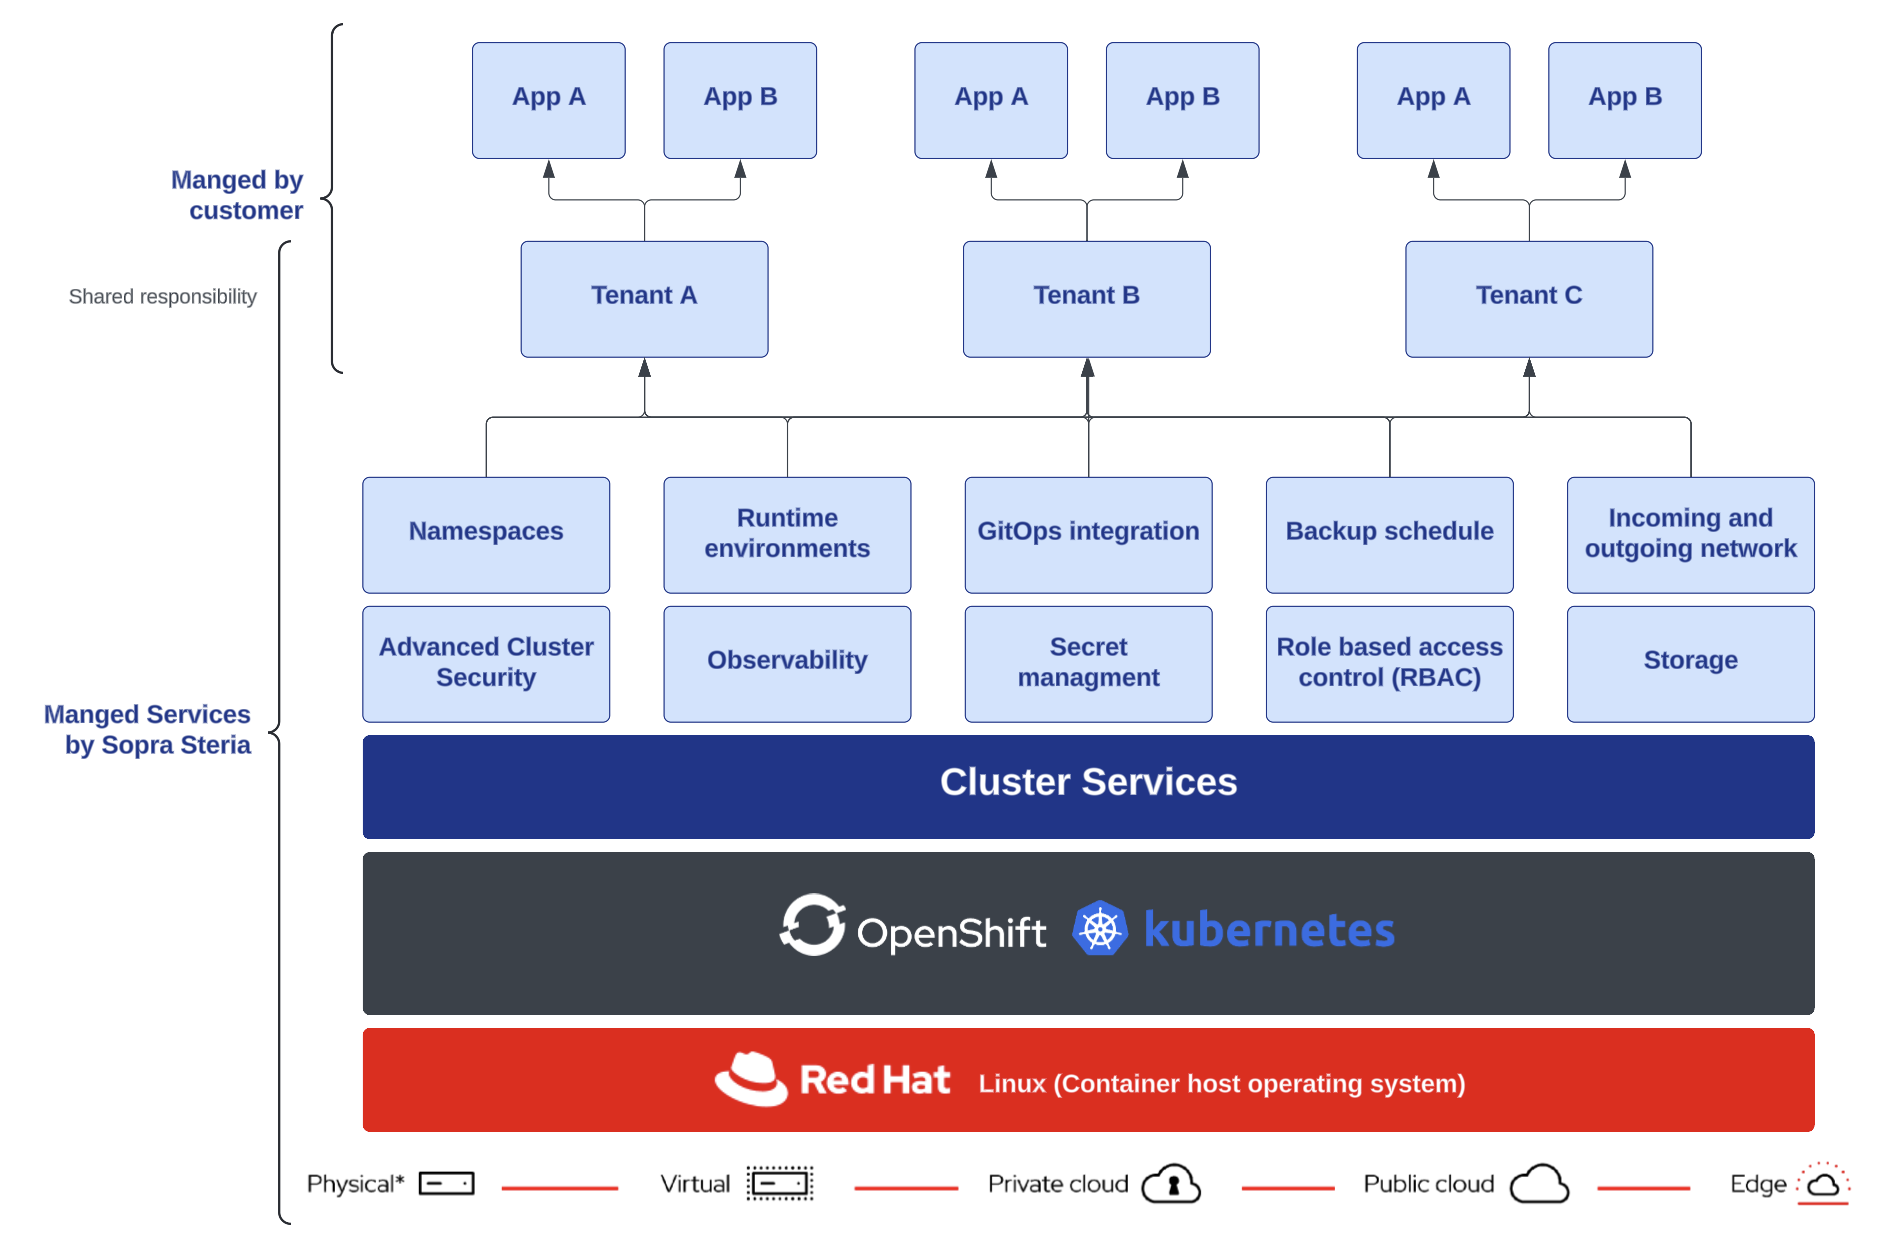 App A
App B
App A
App B
App A
App B
Manged by
customer
Shared responsibility
Tenant A
Tenant B
Tenant C
Namespaces
Runtime
environments
GitOps integration
Backup schedule
Incoming and
outgoing network
Advanced Cluster
Security
Observability
Secret
managment
Role based access
control (RBAC)
Storage
Manged Services
by Sopra Steria
Cluster Services
OpenShift
kubernetes
Red Hat
Linux (Container host operating system)
Physical*
Virtual
Private cloud
Public cloud
Edge